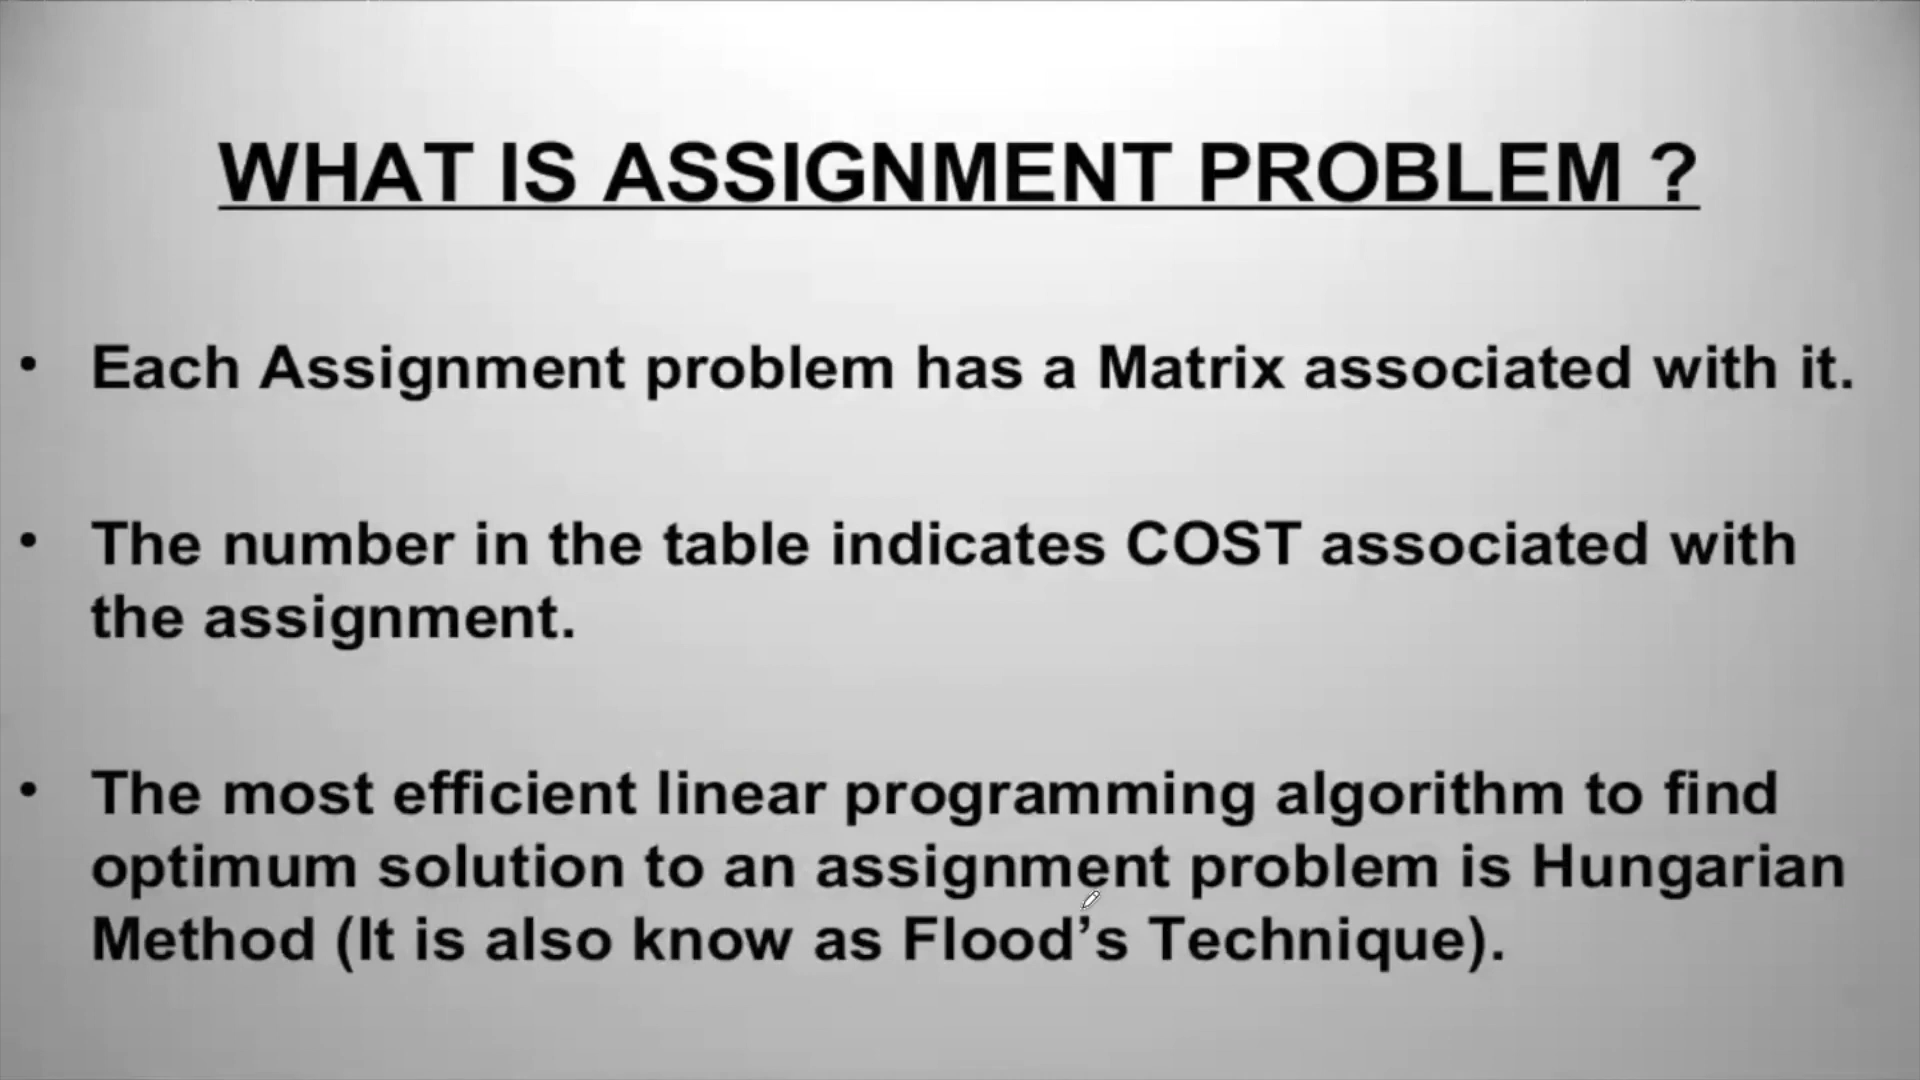 WHAT IS ASSIGNMENT PROBLEM ?
• Each Assignment problem has a Matrix associated with it.
• The number in the table indicates COST associated with
the assignment.
• The most efficient linear programming algorithm to find
optimum solution to an assignment problem is Hungarian
Method (It is also know as Flood’s Technique).